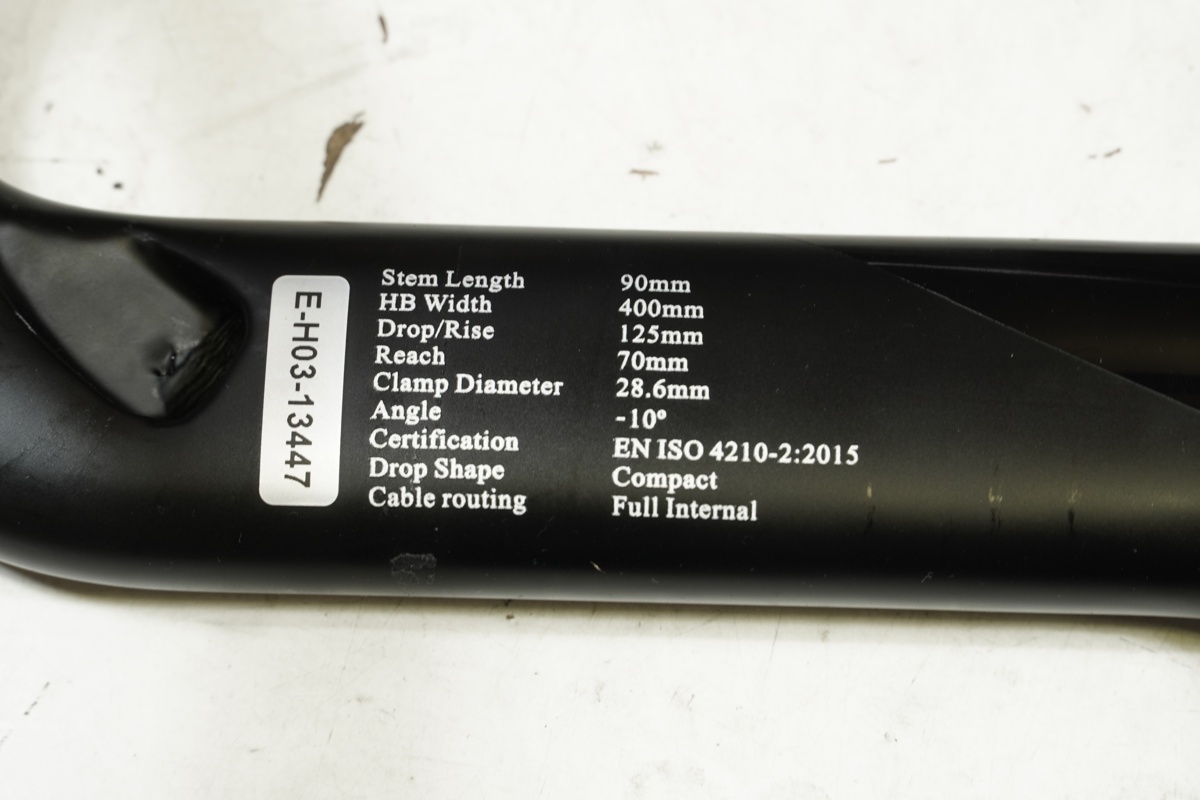 E-H03-13447
Stem Length 90mm
HB Width 400mm
Drop/Rise 125mm
Reach 70mm
Clamp Diameter 28.6mm
Angle -10°
Certification EN ISO 4210-2:2015
Drop Shape Compact
Cable routing Full Internal